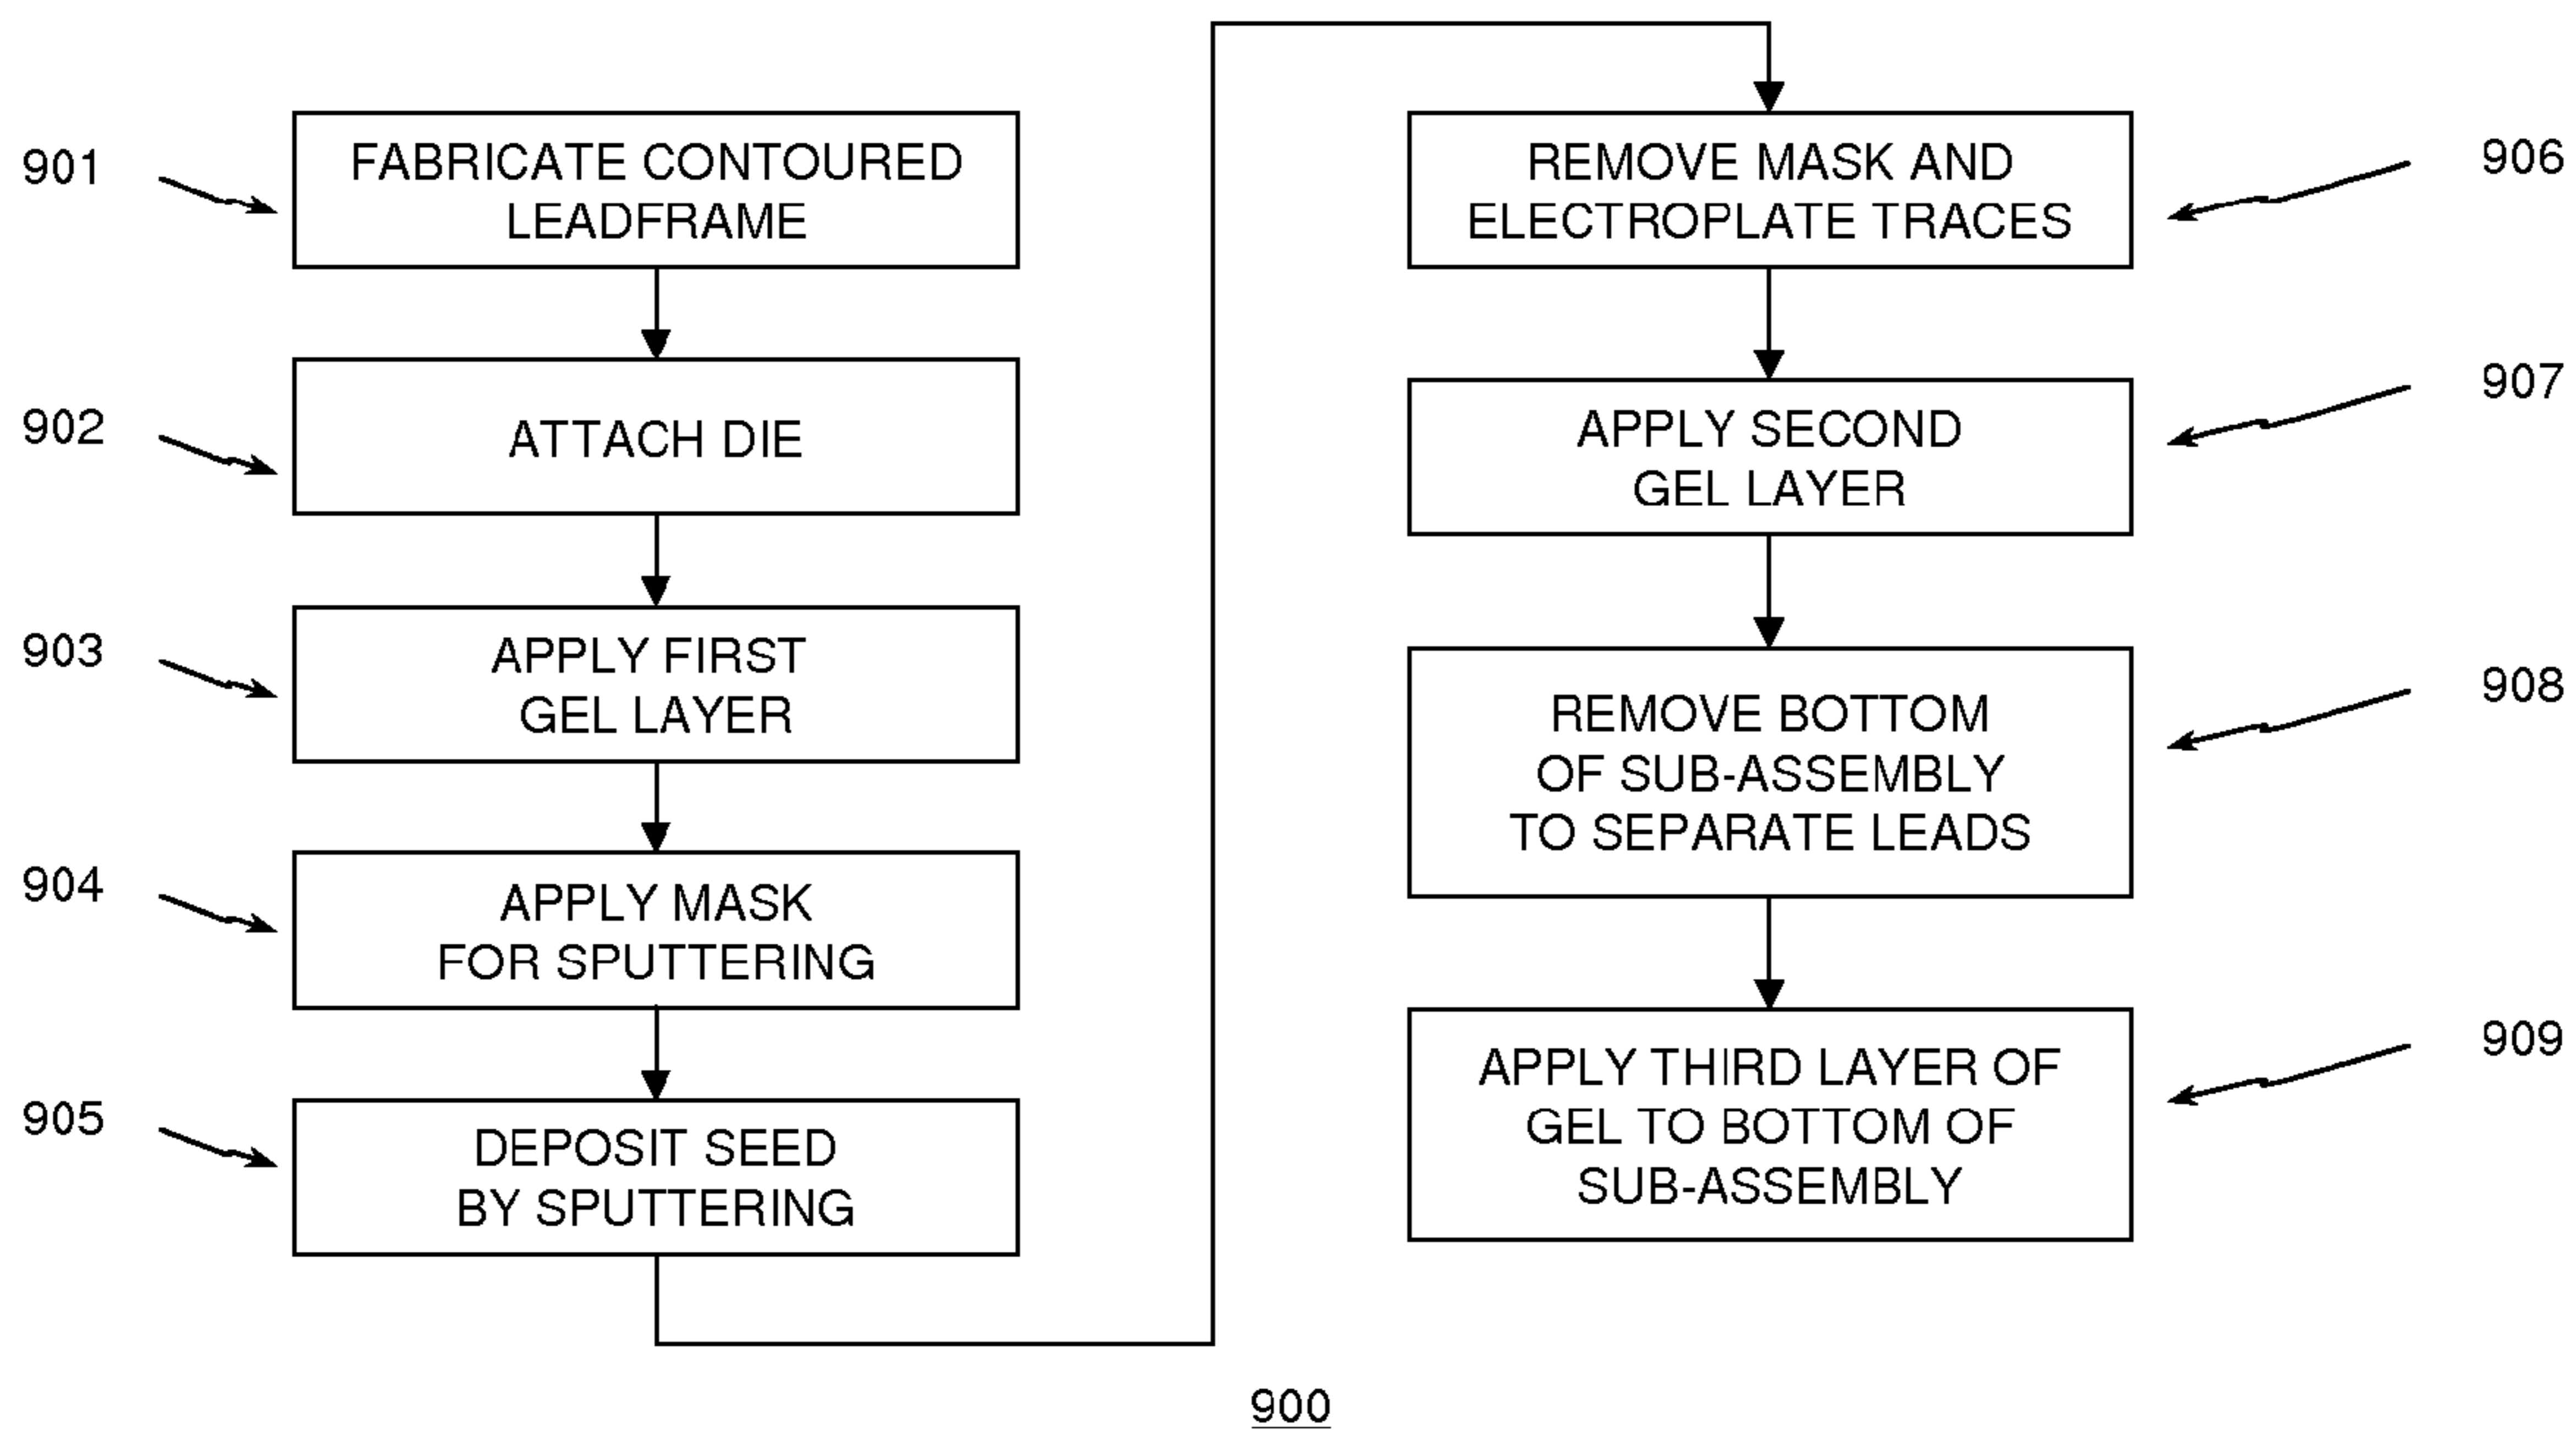 901
FABRICATE CONTOURED
LEADFRAME
902
ATTACH DIE
903
APPLY FIRST
GEL LAYER
904
APPLY MASK
FOR SPUTTERING
905
DEPOSIT SEED
BY SPUTTERING
906
REMOVE MASK AND
ELECTROPLATE TRACES
907
APPLY SECOND
GEL LAYER
908
REMOVE BOTTOM
OF SUB-ASSEMBLY
TO SEPARATE LEADS
909
APPLY THIRD LAYER OF
GEL TO BOTTOM OF
SUB-ASSEMBLY
900